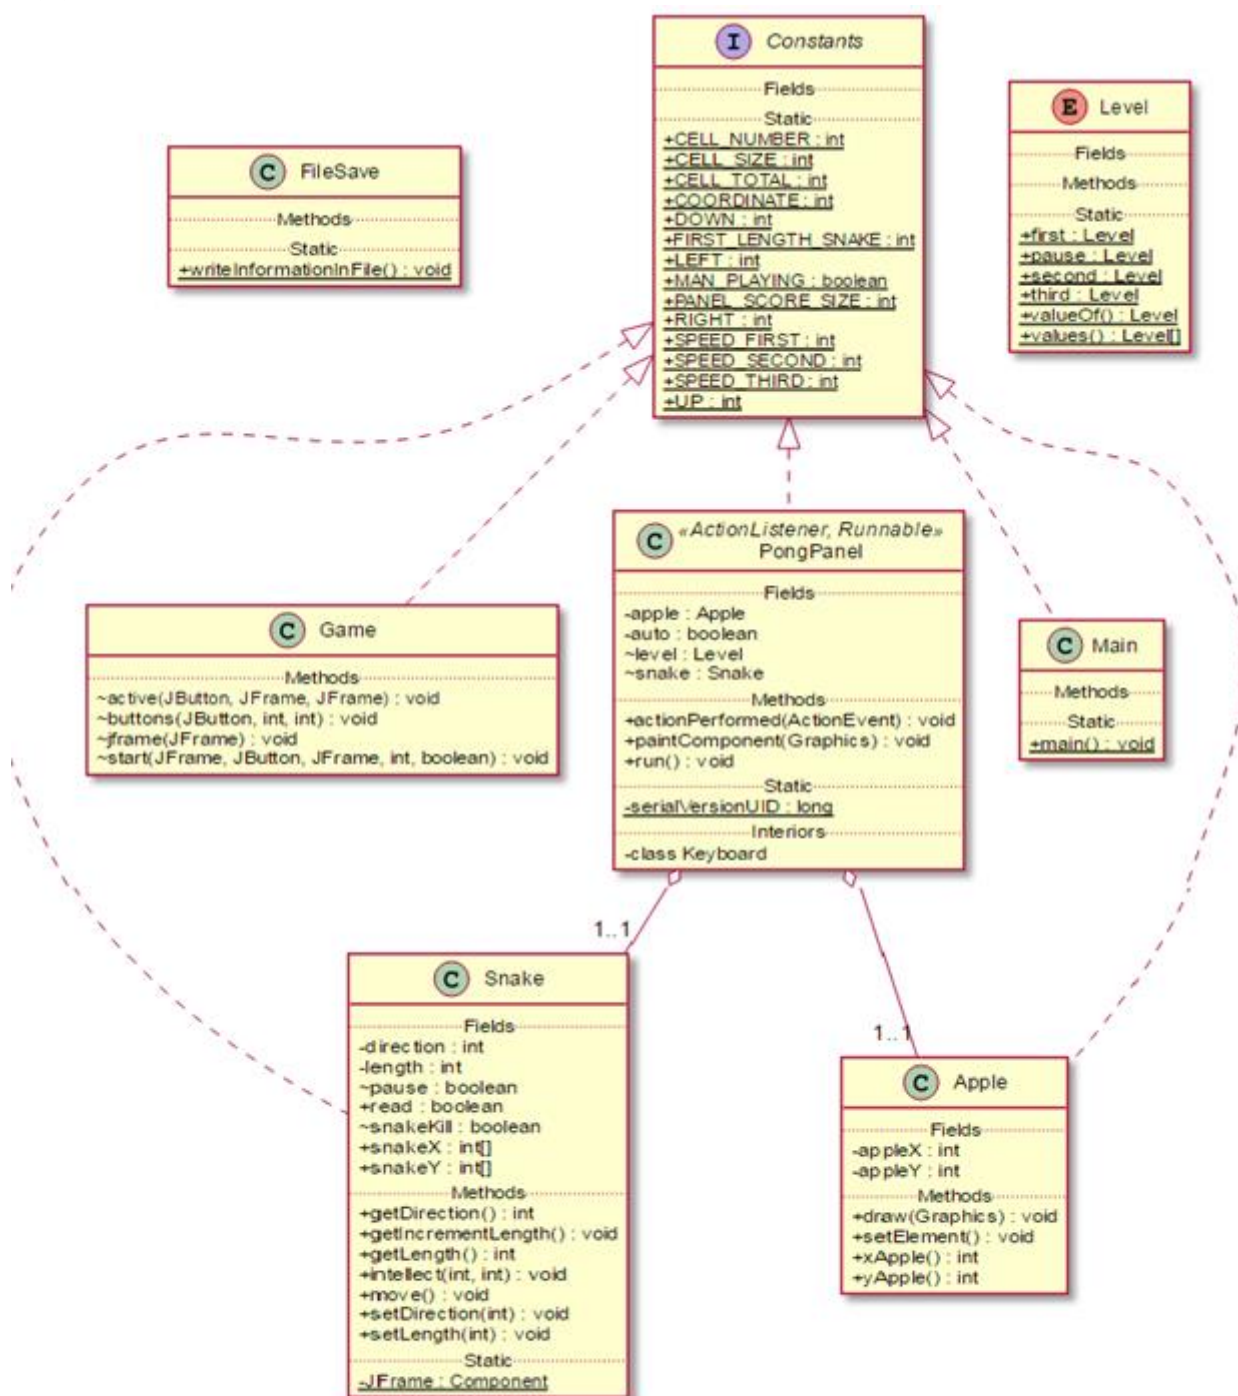 I Constants
Fields
Static
+CELL_NUMBER : int
+CELL_SIZE : int
+CELL_TOTAL : int
+COORDINATE : int
+DOWN : int
+FIRST_LENGTH_SNAKE : int
+LEFT : int
+MAN_PLAYING : boolean
+PANEL_SCORE_SIZE : int
+RIGHT : int
+SPEED_FIRST : int
+SPEED_SECOND : int
+SPEED_THIRD : int
+UP : int
E Level
Fields
Methods
Static
+first : Level
+pause : Level
+second : Level
+third : Level
+valueOf() : Level
+values() : Level[]
C FileSave
Methods
Static
+writeInformationInFile() : void
C Game
Methods
~active(JButton, JFrame, JFrame) : void
~buttons(JButton, int, int) : void
~jframe(JFrame) : void
~start(JFrame, JButton, JFrame, int, boolean) : void
C «ActionListener, Runnable»
PongPanel
Fields
-apple : Apple
-auto : boolean
~level : Level
~snake : Snake
Methods
+actionPerformed(ActionEvent) : void
+paintComponent(Graphics) : void
+run() : void
Static
-serialVersionUID : long
Interiors
-class Keyboard
C Main
Methods
Static
+main() : void
1..1
1..1
C Snake
Fields
-direction : int
-length : int
~pause : boolean
+read : boolean
~snakeKill : boolean
+snakeX : int[]
+snakeY : int[]
Methods
+getDirection() : int
+getIncrementLength() : void
+getLength() : int
+intellect(int, int) : void
+move() : void
+setDirection(int) : void
+setLength(int) : void
Static
-JFrame : Component
C Apple
Fields
-appleX : int
-appleY : int
Methods
+draw(Graphics) : void
+setElement() : void
+xApple() : int
+yApple() : int